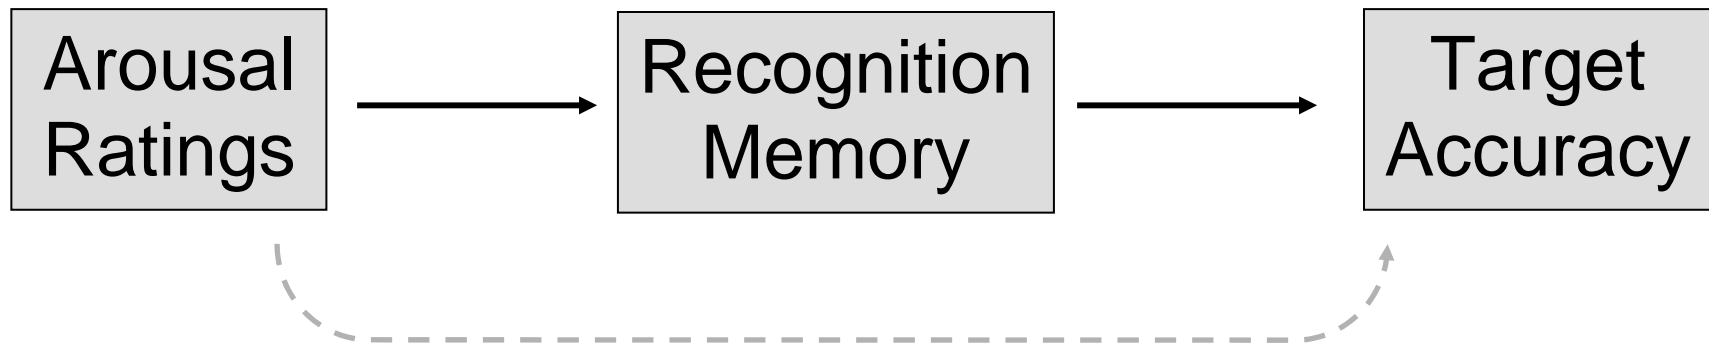 Arousal
Ratings
Recognition
Memory
Target
Accuracy